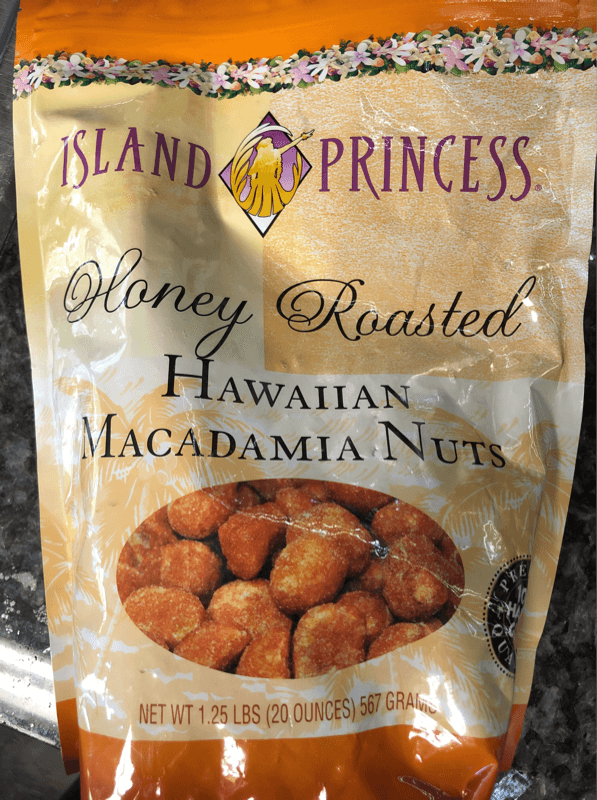 ISLAND PRINCESS
Honey Roasted
HAWAIIAN
MACADAMIA NUTS
NET WT 1.25 LBS (20 OUNCES) 567 GRAMS